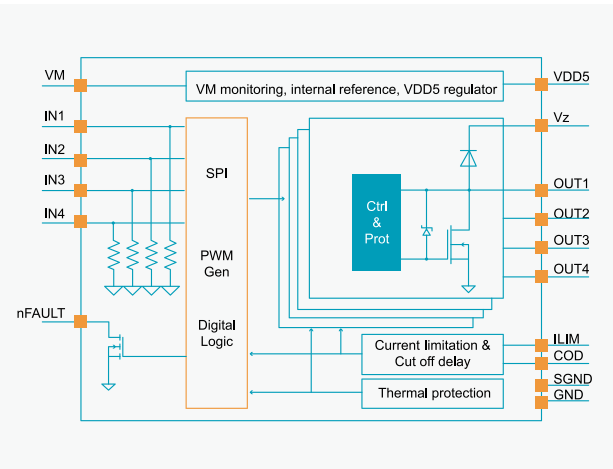 VM
VDD5
VM monitoring, internal reference, VDD5 regulator
IN1
Vz
IN2
SPI
IN3
OUT1
IN4
Ctrl
&
Prot
OUT2
PWM
Gen
OUT3
OUT4
nFAULT
Digital
Logic
Current limitation &
Cut off delay
ILIM
COD
Thermal protection
SGND
GND